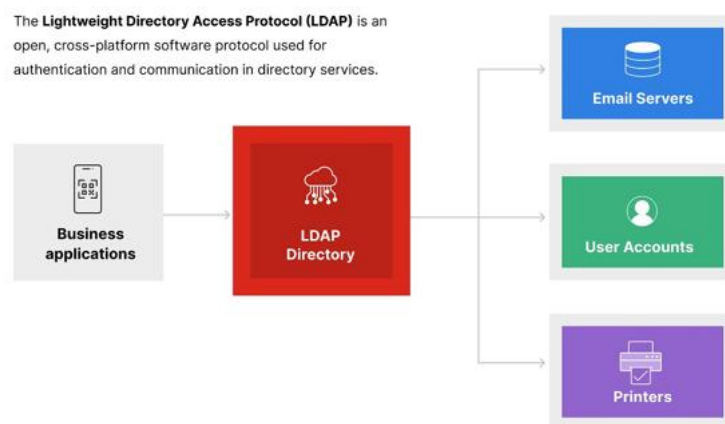 The Lightweight Directory Access Protocol (LDAP) is an
open, cross-platform software protocol used for
authentication and communication in directory services.
Business
applications
LDAP
Directory
Email Servers
User Accounts
Printers